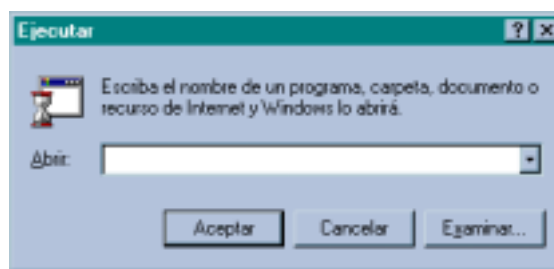 Ejecutar
Escriba el nombre de un programa, carpeta, documento o
recurso de Internet y Windows lo abrirá.
Abrir:
Aceptar
Cancelar
Examinar...